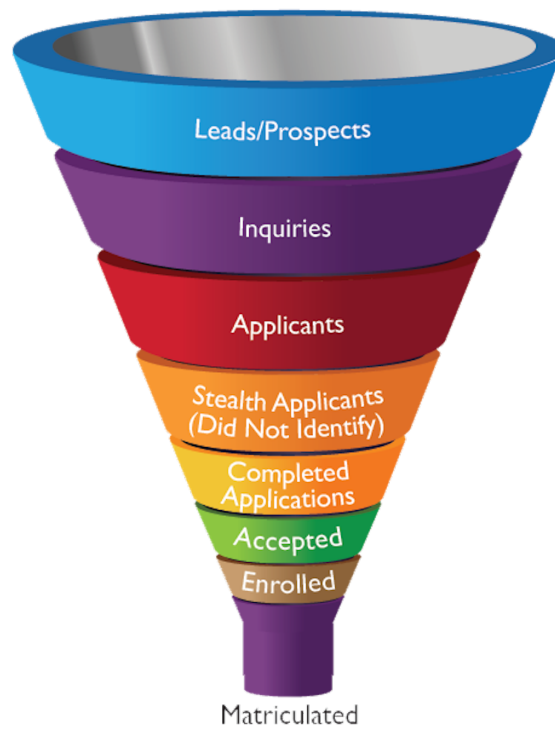 Leads/Prospects
Inquiries
Applicants
Stealth Applicants
(Did Not Identify)
Completed
Applications
Accepted
Enrolled
Matriculated